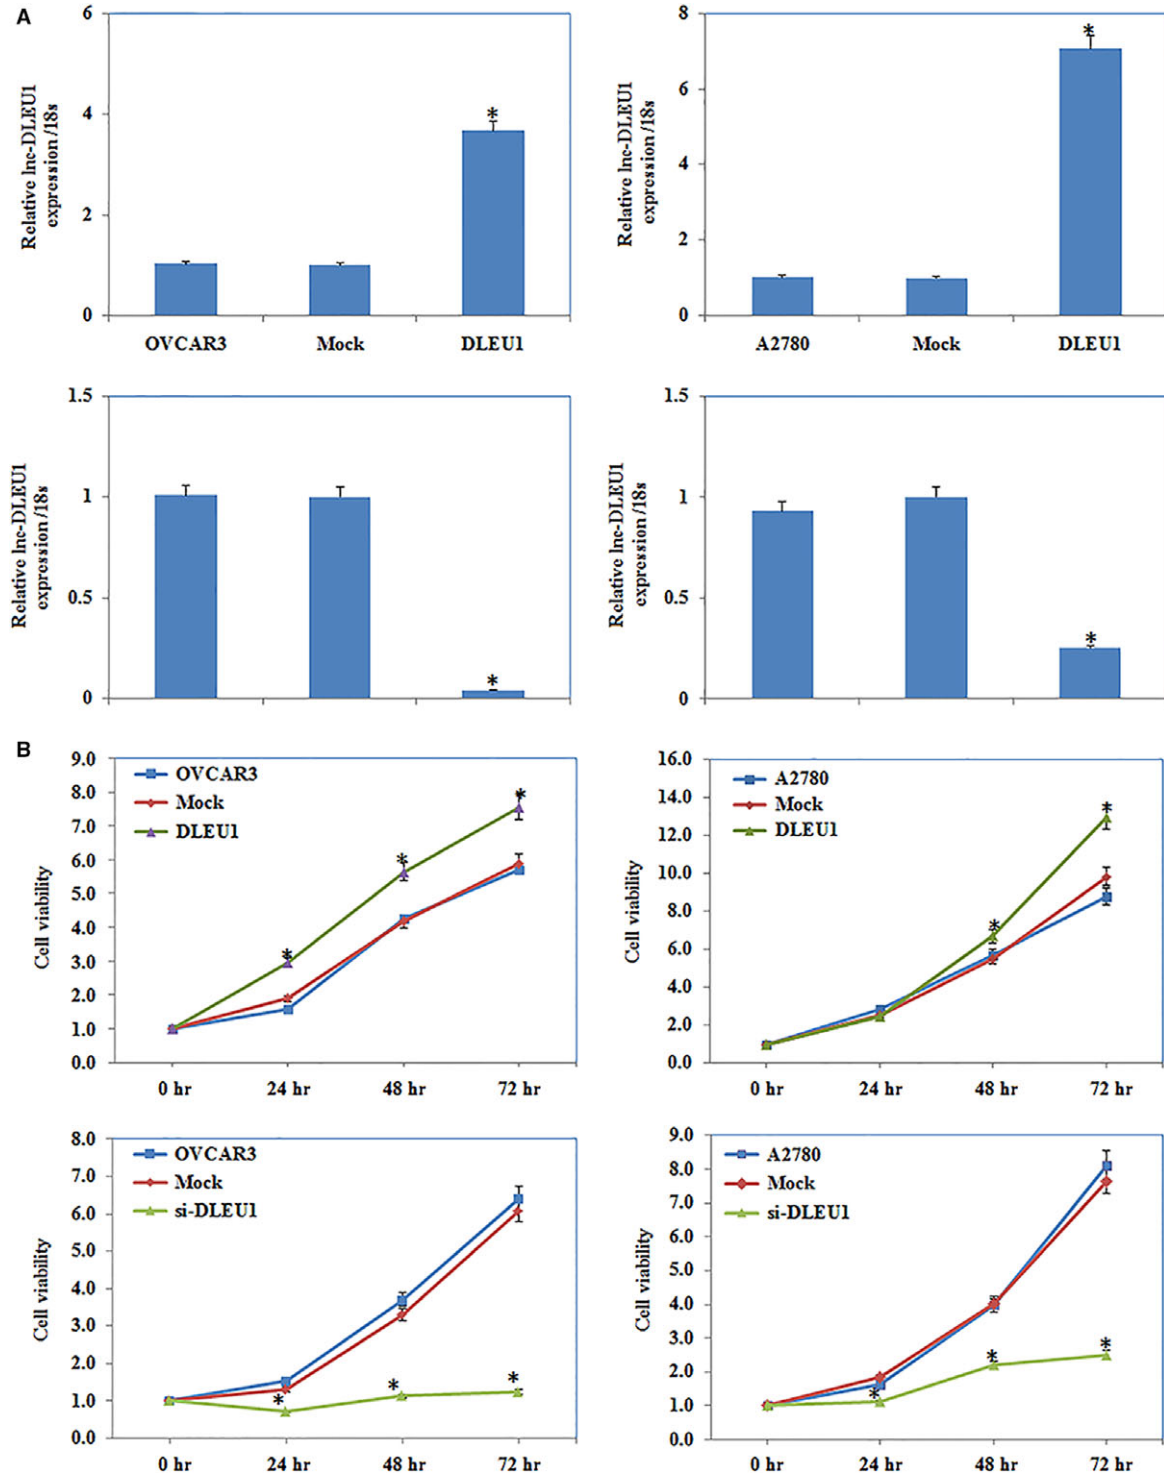 A
Relative lnc-DLEU1
expression /18s
6
4
2
0
*
OVCAR3 Mock DLEU1
Relative lnc-DLEU1
expression /18s
8
6
4
2
0
*
A2780 Mock DLEU1
Relative lnc-DLEU1
expression /18s
1.5
1
0.5
0
*
Relative lnc-DLEU1
expression /18s
1.5
1
0.5
0
*
B
Cell viability
9.0
8.0
7.0
6.0
5.0
4.0
3.0
2.0
1.0
0.0
OVCAR3
Mock
DLEU1
* * *
0 hr 24 hr 48 hr 72 hr
Cell viability
16.0
14.0
12.0
10.0
8.0
6.0
4.0
2.0
0.0
A2780
Mock
DLEU1
* *
0 hr 24 hr 48 hr 72 hr
Cell viability
8.0
7.0
6.0
5.0
4.0
3.0
2.0
1.0
0.0
OVCAR3
Mock
si-DLEU1
* * *
0 hr 24 hr 48 hr 72 hr
Cell viability
9.0
8.0
7.0
6.0
5.0
4.0
3.0
2.0
1.0
0.0
A2780
Mock
si-DLEU1
* * *
0 hr 24 hr 48 hr 72 hr